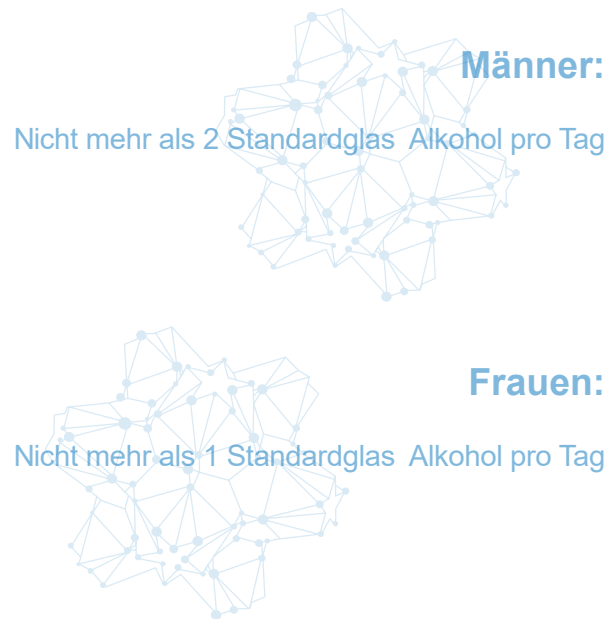 Männer:
Nicht mehr als 2 Standardglas  Alkohol pro Tag
Frauen:
Nicht mehr als 1 Standardglas  Alkohol pro Tag